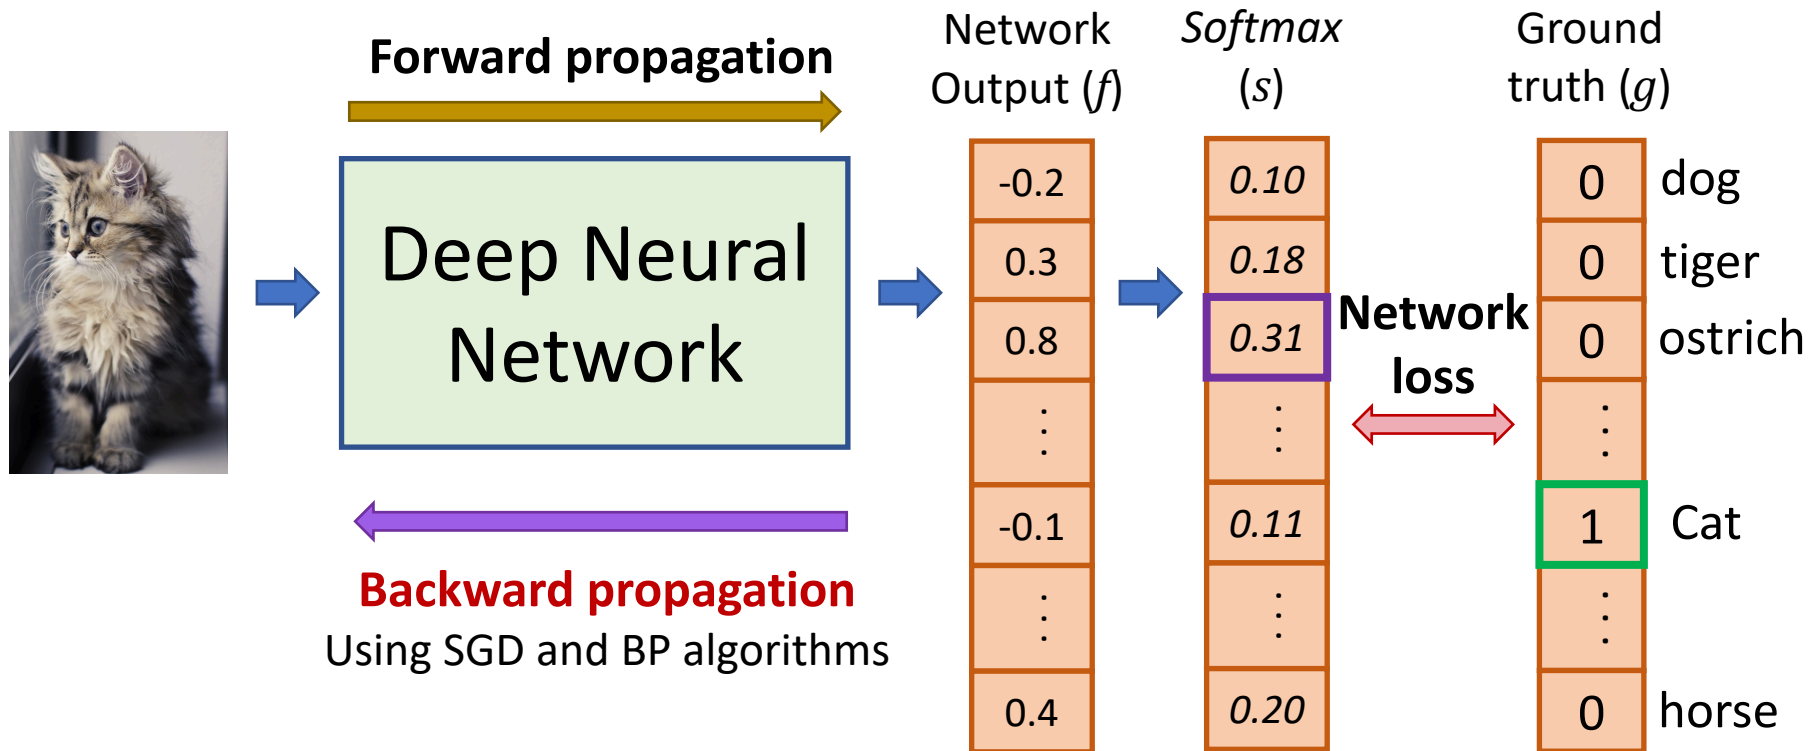 Forward propagation
Deep Neural
Network
Backward propagation
Using SGD and BP algorithms
Network
Output (f)
-0.2
0.3
0.8
⋮
-0.1
⋮
0.4
Softmax
(s)
0.10
0.18
0.31
⋮
0.11
⋮
0.20
Network
loss
Ground
truth (g)
0 dog
0 tiger
0 ostrich
⋮
1 Cat
⋮
0 horse